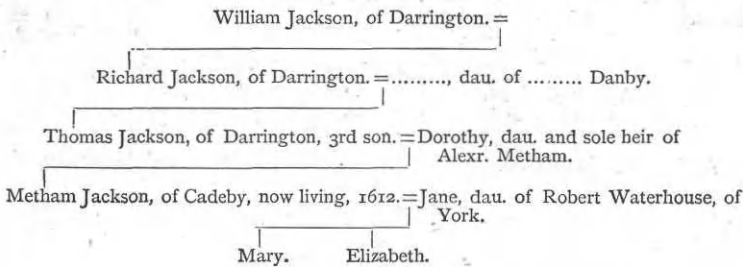 William Jackson, of Darrington. =
Richard Jackson, of Darrington. = ........., dau. of ......... Danby.
Thomas Jackson, of Darrington, 3rd son. = Dorothy, dau. and sole heir of
Alexr. Metham.
Metham Jackson, of Cadeby, now living, 1612. = Jane, dau. of Robert Waterhouse, of
York.
Mary. Elizabeth.